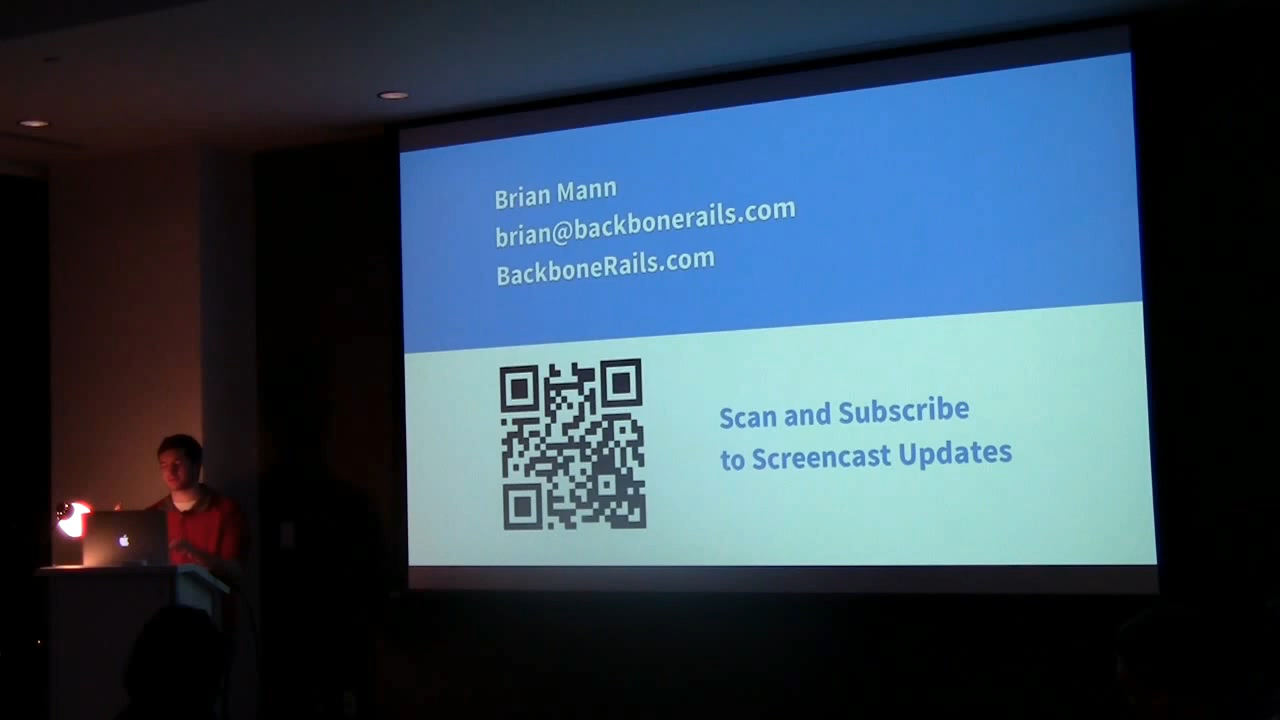 Brian Mann
brian@backbonerails.com
BackboneRails.com
Scan and Subscribe
to Screencast Updates